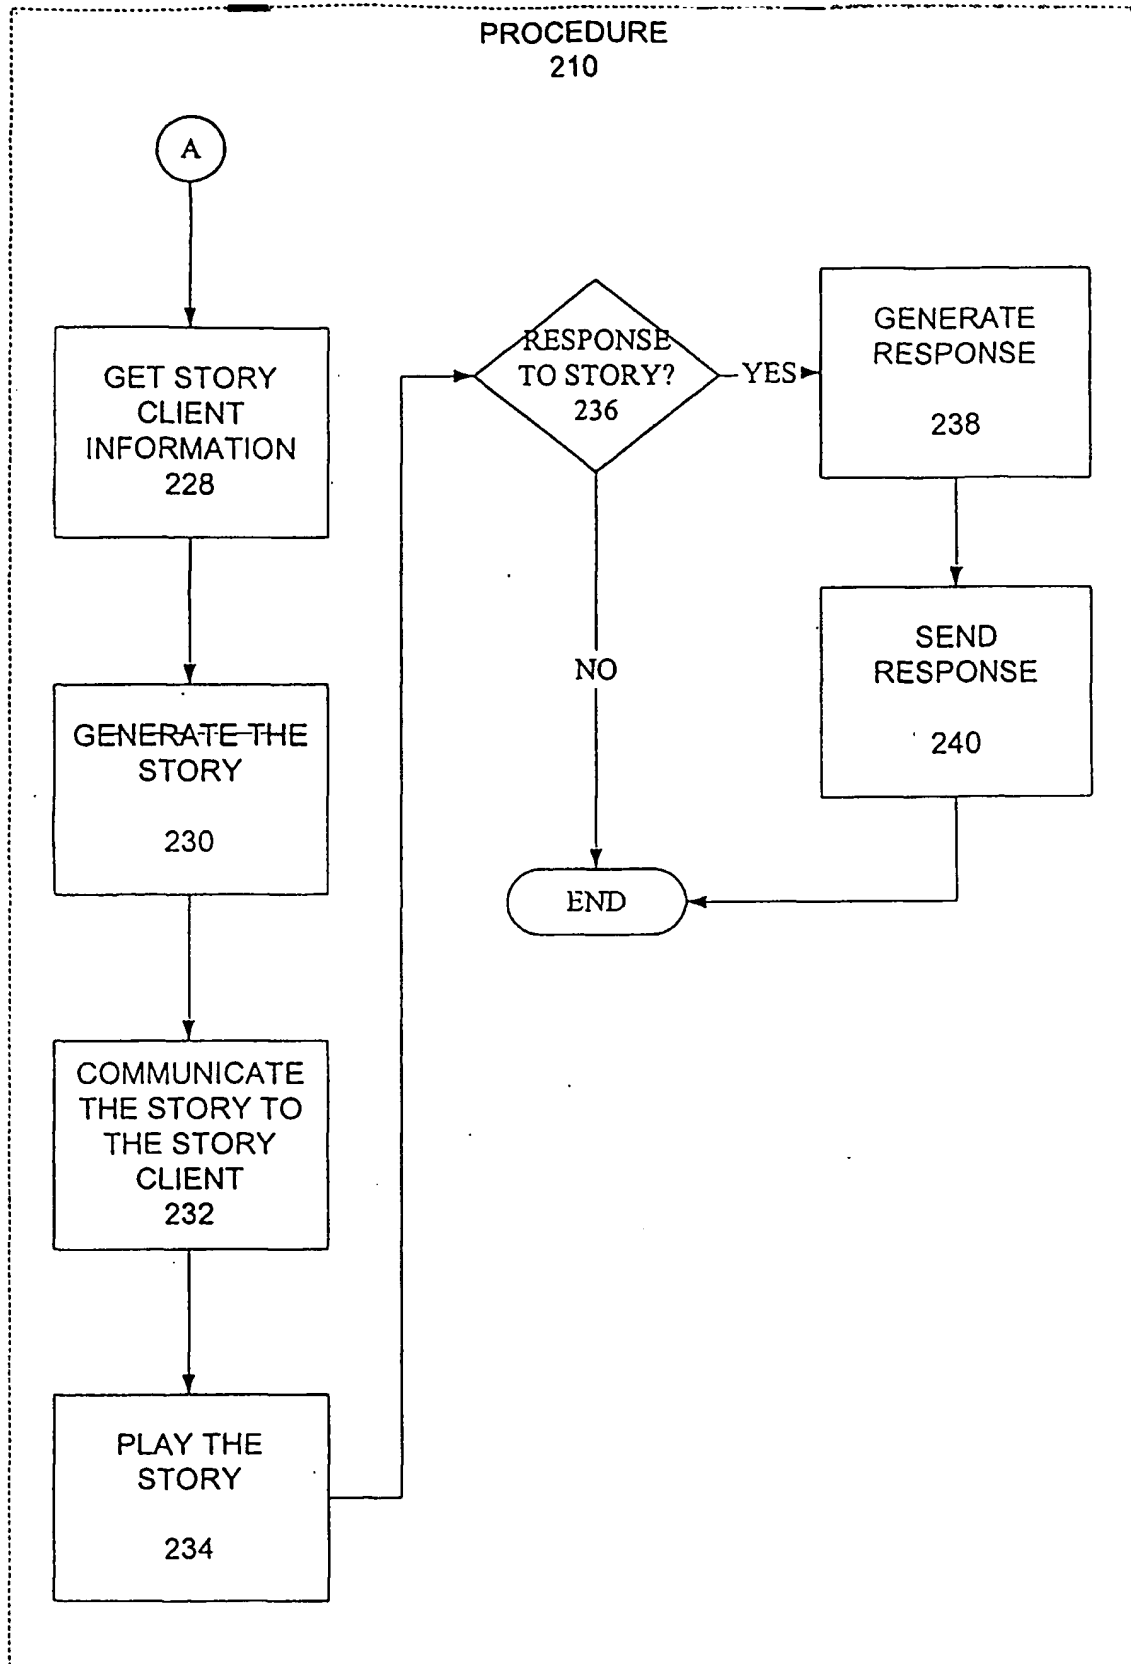 PROCEDURE
210
A
GET STORY
CLIENT
INFORMATION
228
GENERATE THE
STORY
230
COMMUNICATE
THE STORY TO
THE STORY
CLIENT
232
PLAY THE
STORY
234
RESPONSE
TO STORY?
236
YES
NO
GENERATE
RESPONSE
238
SEND
RESPONSE
240
END